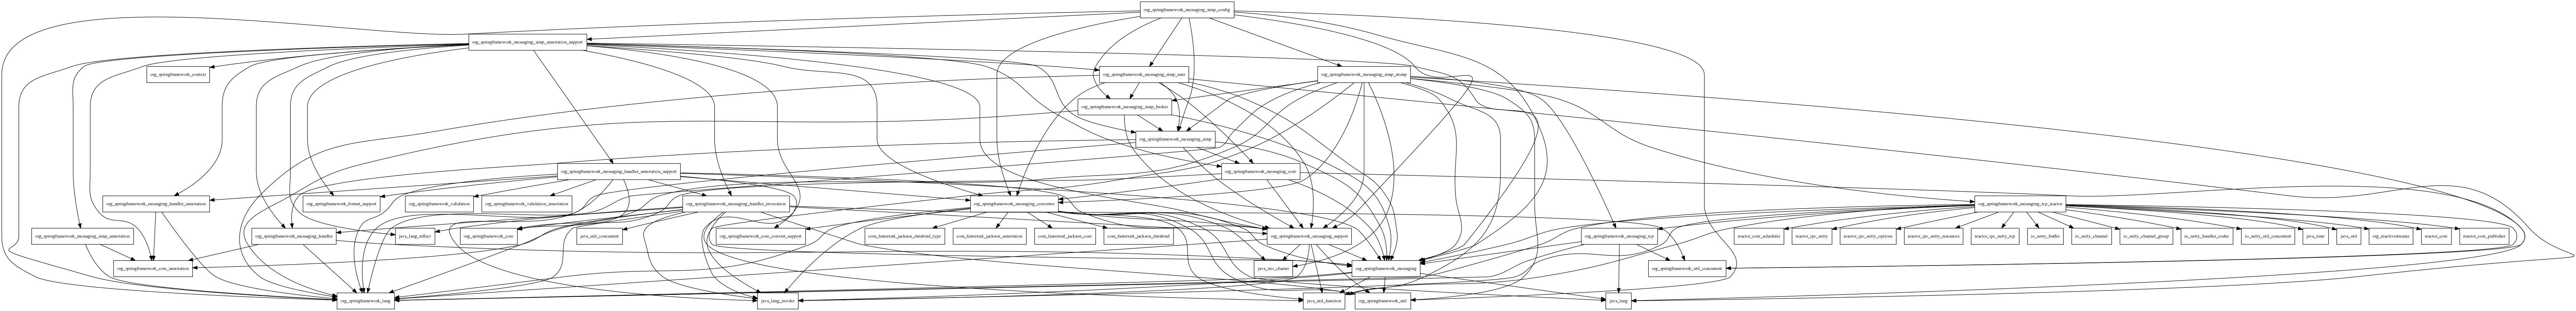 org_springframework_messaging_simp_config
org_springframework_messaging_simp_annotation_support
org_springframework_context
org_springframework_messaging_simp_user
org_springframework_messaging_simp_stomp
org_springframework_messaging_simp_broker
org_springframework_messaging_simp
org_springframework_messaging_handler_annotation_support
org_springframework_messaging_core
org_springframework_messaging_handler_annotation
org_springframework_format_support
org_springframework_validation
org_springframework_validation_annotation
org_springframework_messaging_handler_invocation
org_springframework_messaging_converter
org_springframework_messaging_tcp_reactor
org_springframework_messaging_simp_annotation
org_springframework_messaging_handler
java_lang_reflect
org_springframework_core
java_util_concurrent
org_springframework_core_convert_support
com_fasterxml_jackson_databind_type
com_fasterxml_jackson_annotation
com_fasterxml_jackson_core
com_fasterxml_jackson_databind
org_springframework_messaging_support
org_springframework_messaging_tcp
reactor_core_scheduler
reactor_ipc_netty
reactor_ipc_netty_options
reactor_ipc_netty_resources
reactor_ipc_netty_tcp
io_netty_buffer
io_netty_channel
io_netty_channel_group
io_netty_handler_codec
io_netty_util_concurrent
java_time
java_util
org_reactivestreams
reactor_core
reactor_core_publisher
org_springframework_core_annotation
java_nio_charset
org_springframework_messaging
org_springframework_util_concurrent
org_springframework_lang
java_lang_invoke
java_util_function
org_springframework_util
java_lang